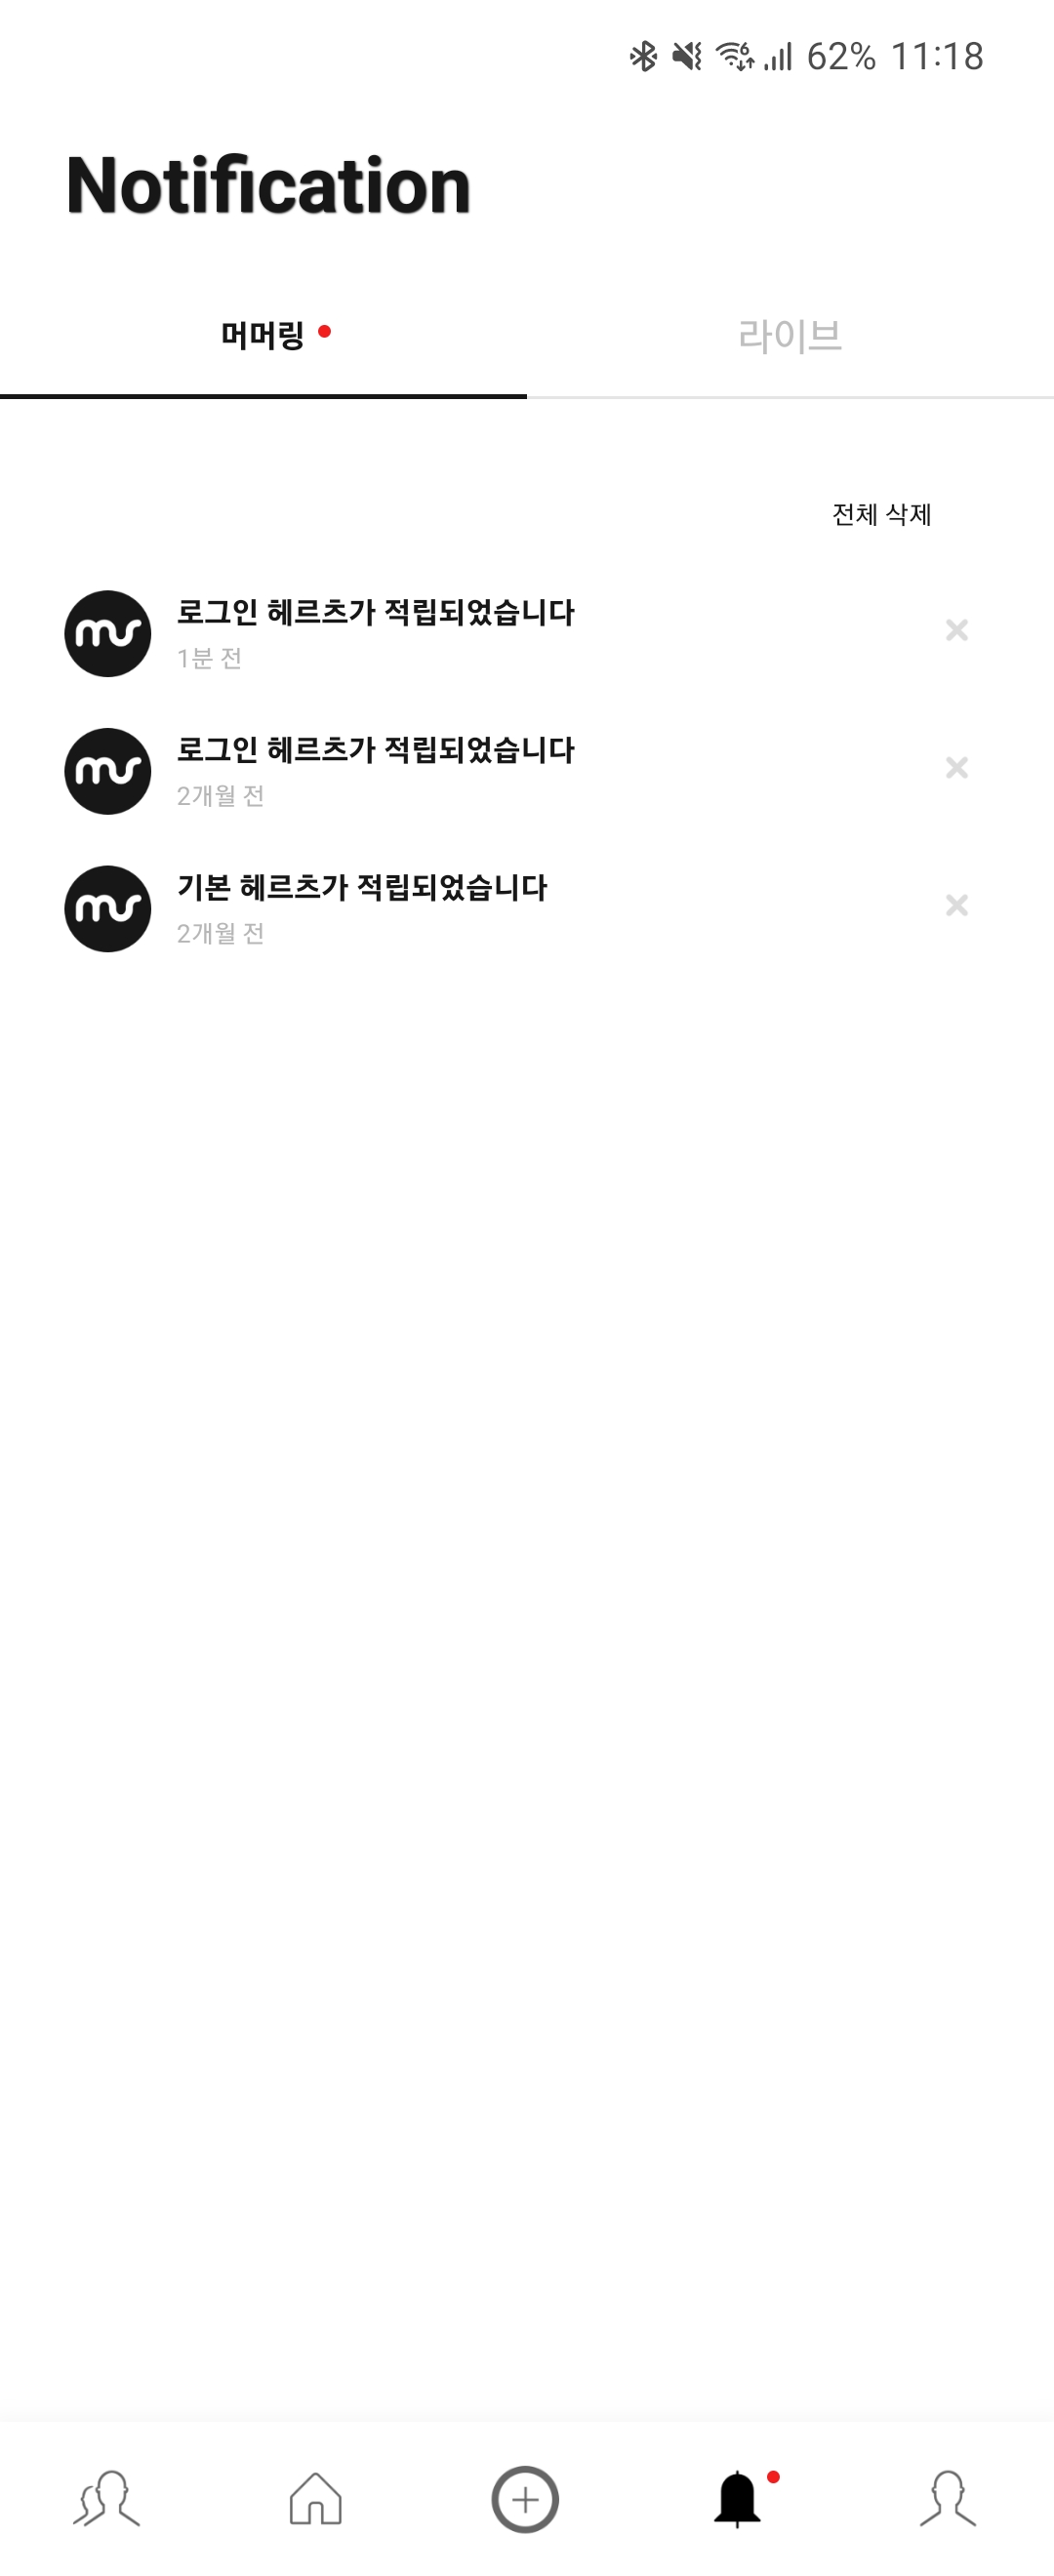 62% 11:18
Notification
머머링
라이브
전체 삭제
로그인 헤르츠가 적립되었습니다
1분 전
로그인 헤르츠가 적립되었습니다
2개월 전
기본 헤르츠가 적립되었습니다
2개월 전